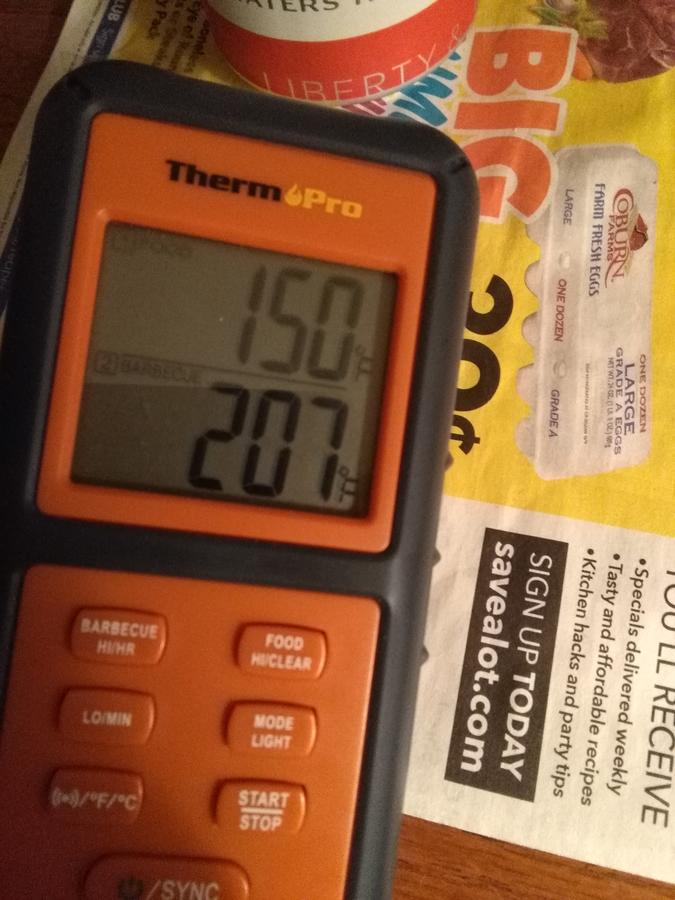 LIBERTY &
BIG
ThermoPro
1 FOOD
150 °F
2 BARBECUE
207 °F
BARBECUE
HI/HR
FOOD
HI/CLEAR
LO/MIN
MODE
LIGHT
/°F/°C
START
STOP
/SYNC
COBURN
FARMS
FARM FRESH EGGS
LARGE
ONE DOZEN
GRADE A
ONE DOZEN
LARGE
GRADE A EGGS
¢
YOU'LL RECEIVE
•Specials delivered weekly
•Tasty and affordable recipes
•Kitchen hacks and party tips
SIGN UP TODAY
savealot.com